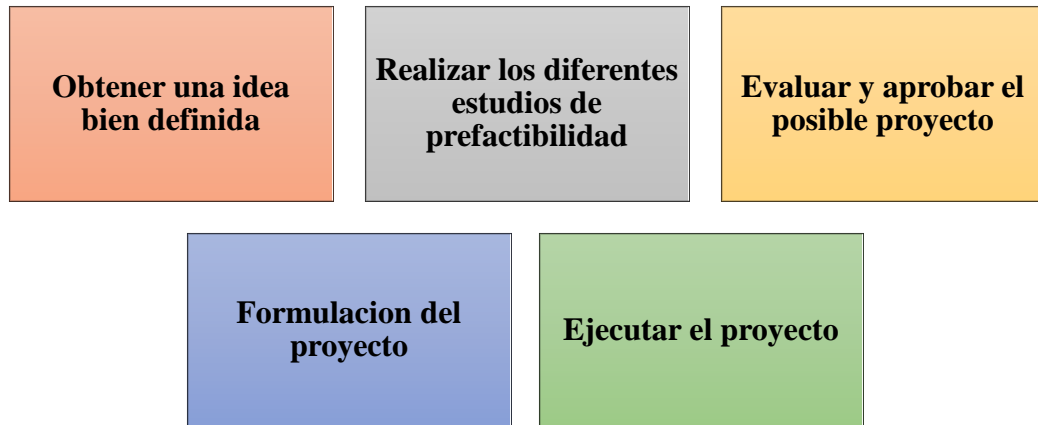 Obtener una idea
bien definida
Realizar los diferentes
estudios de
prefactibilidad
Evaluar y aprobar el
posible proyecto
Formulacion del
proyecto
Ejecutar el proyecto